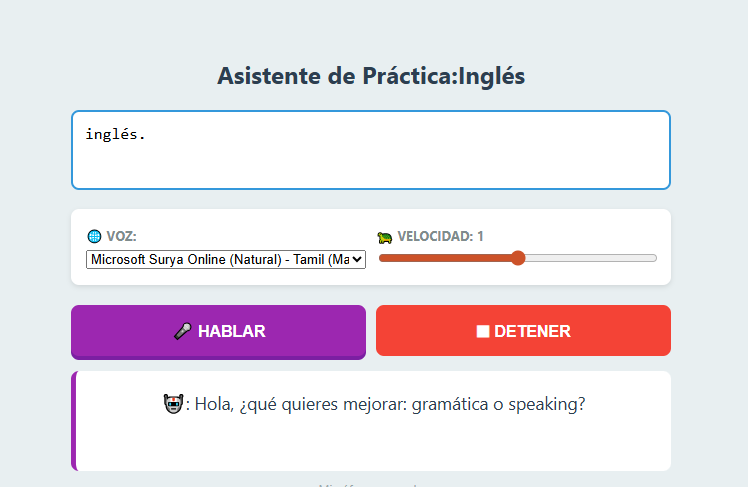 Asistente de Práctica:Inglés
inglés.
🌐 VOZ:
🐢 VELOCIDAD: 1
Microsoft Surya Online (Natural) - Tamil (Ma
🎤 HABLAR
⏹ DETENER
🤖: Hola, ¿qué quieres mejorar: gramática o speaking?